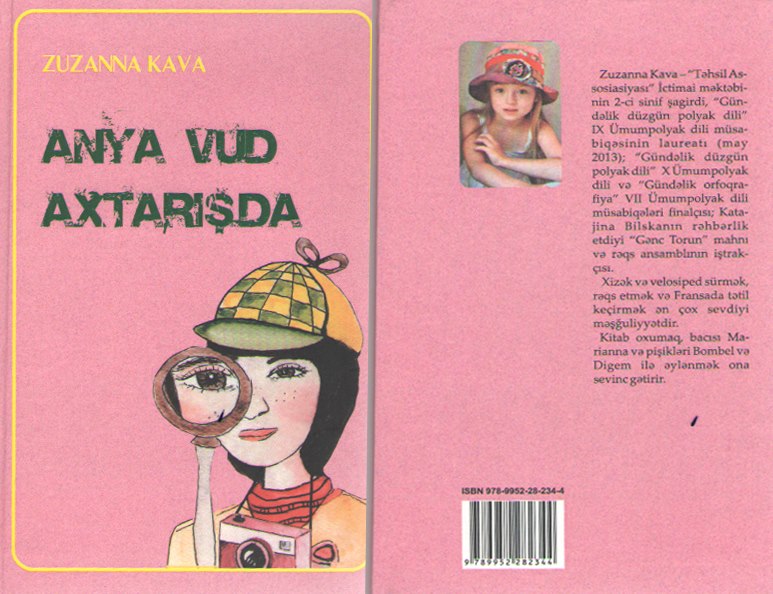 ZUZANNA KAVA
ANYA VUD
AXTARIŞDA
Zuzanna Kava – "Təhsil As-
sosiasiyası" İctimai məktəbi-
nin 2-ci sinif şagirdi, "Gün-
dəlik düzgün polyak dili"
IX Ümumpolyak dili müsa-
biqəsinin laureatı (may
2013); "Gündəlik düzgün
polyak dili" X Ümumpolyak
dili və "Gündəlik orfoqra-
fiya" VII Ümumpolyak dili
müsabiqələri finalçısı; Kata-
jina Bilskanın rəhbərlik
etdiyi "Gənc Torun" mahnı
və rəqs ansamblının iştrak-
çısı.
Xizək və velosiped sürmək,
rəqs etmək və Fransada tətil
keçirmək ən çox sevdiyi
məşğuliyyətdir.
Kitab oxumaq, bacısı Ma-
rianna və pişikləri Bombel və
Digem ilə əylənmək ona
sevinc gətirir.
ISBN 978-9952-28-234-4
9 789952 282344